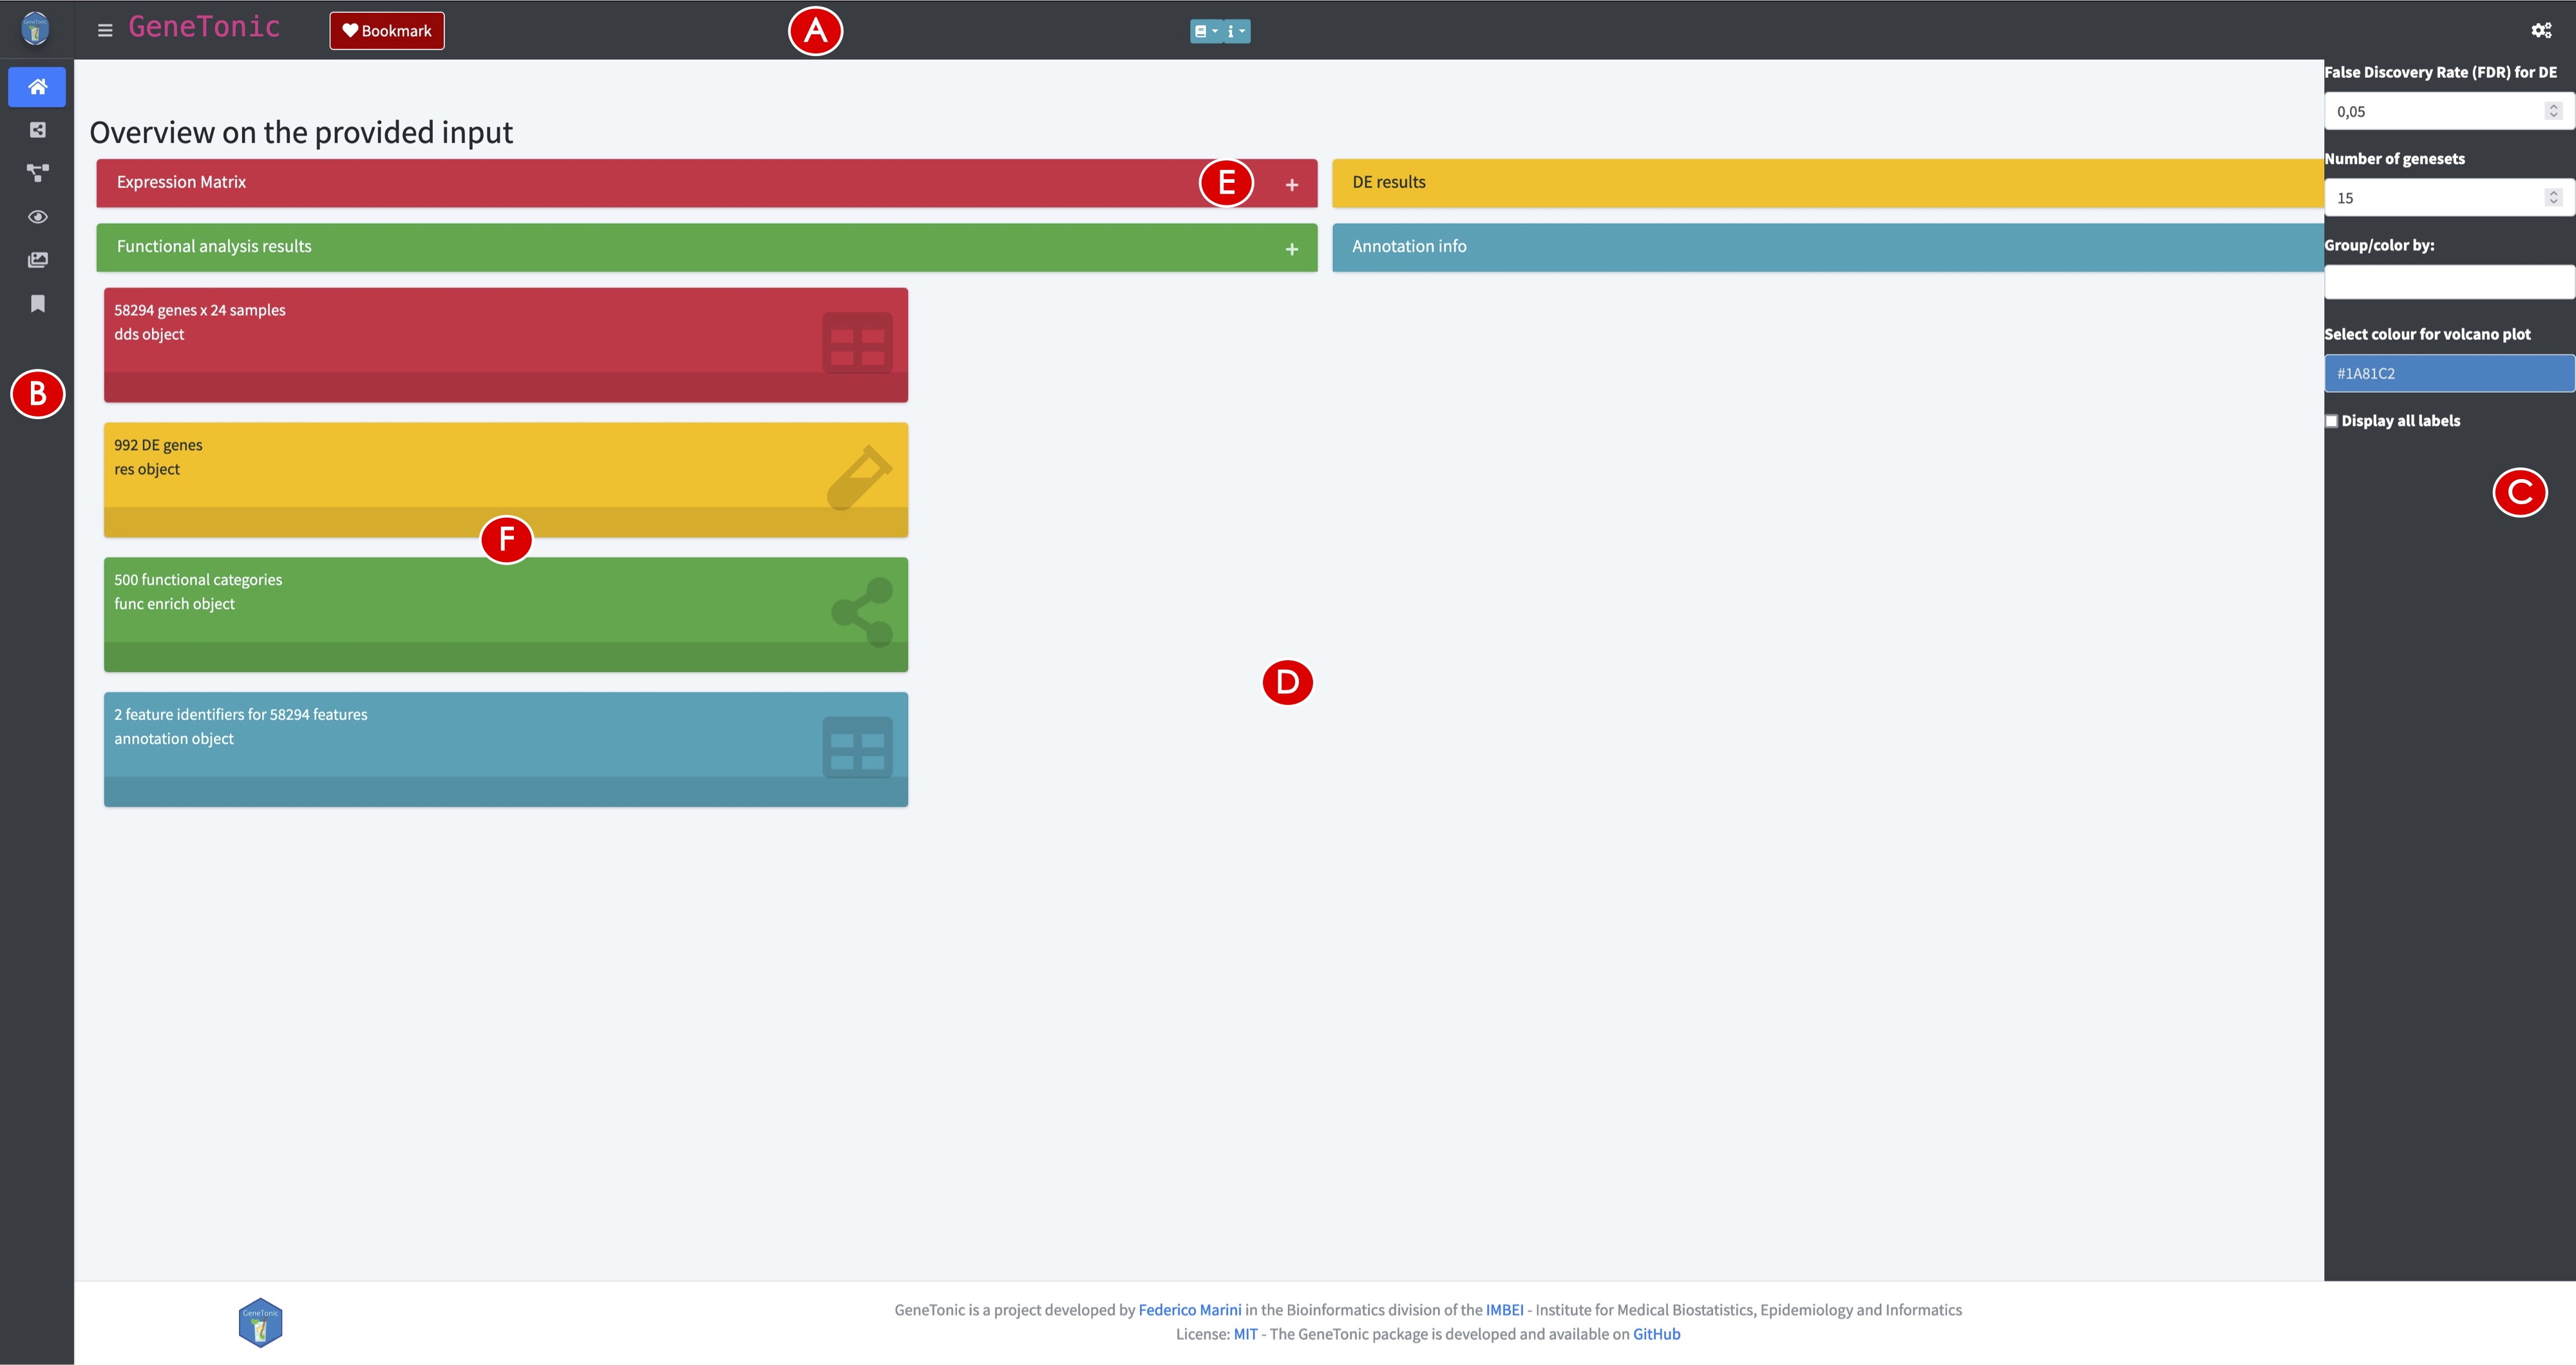 GeneTonic
GeneTonic
Bookmark
A
i
False Discovery Rate (FDR) for DE
0,05
Overview on the provided input
Number of genesets
15
Expression Matrix
E
+
DE results
Functional analysis results
+
Annotation info
Group/color by:
58294 genes x 24 samples
dds object
Select colour for volcano plot
#1A81C2
B
Display all labels
992 DE genes
res object
C
F
500 functional categories
func enrich object
D
2 feature identifiers for 58294 features
annotation object
GeneTonic
GeneTonic is a project developed by Federico Marini in the Bioinformatics division of the IMBEI - Institute for Medical Biostatistics, Epidemiology and Informatics
License: MIT - The GeneTonic package is developed and available on GitHub